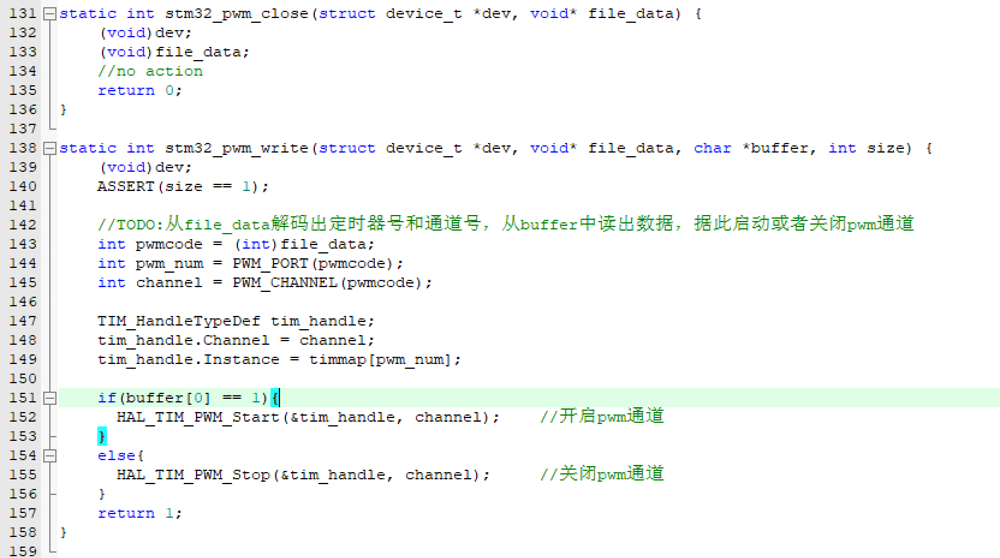 131 static int stm32_pwm_close(struct device_t *dev, void* file_data) {
132     (void)dev;
133     (void)file_data;
134     //no action
135     return 0;
136 }
137
138 static int stm32_pwm_write(struct device_t *dev, void* file_data, char *buffer, int size) {
139     (void)dev;
140     ASSERT(size == 1);
141
142     //TODO:从file_data解码出定时器号和通道号，从buffer中读出数据，据此启动或者关闭pwm通道
143     int pwmcode = (int)file_data;
144     int pwm_num = PWM_PORT(pwmcode);
145     int channel = PWM_CHANNEL(pwmcode);
146
147     TIM_HandleTypeDef tim_handle;
148     tim_handle.Channel = channel;
149     tim_handle.Instance = timmap[pwm_num];
150
151     if(buffer[0] == 1){
152       HAL_TIM_PWM_Start(&tim_handle, channel);    //开启pwm通道
153     }
154     else{
155       HAL_TIM_PWM_Stop(&tim_handle, channel);     //关闭pwm通道
156     }
157     return 1;
158 }
159